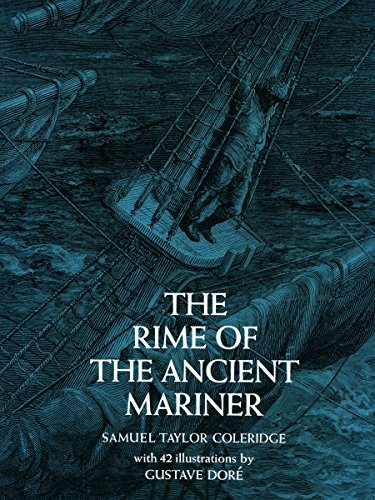 THE
RIME OF
THE ANCIENT
MARINER
SAMUEL TAYLOR COLERIDGE
with 42 illustrations by
GUSTAVE DORÉ